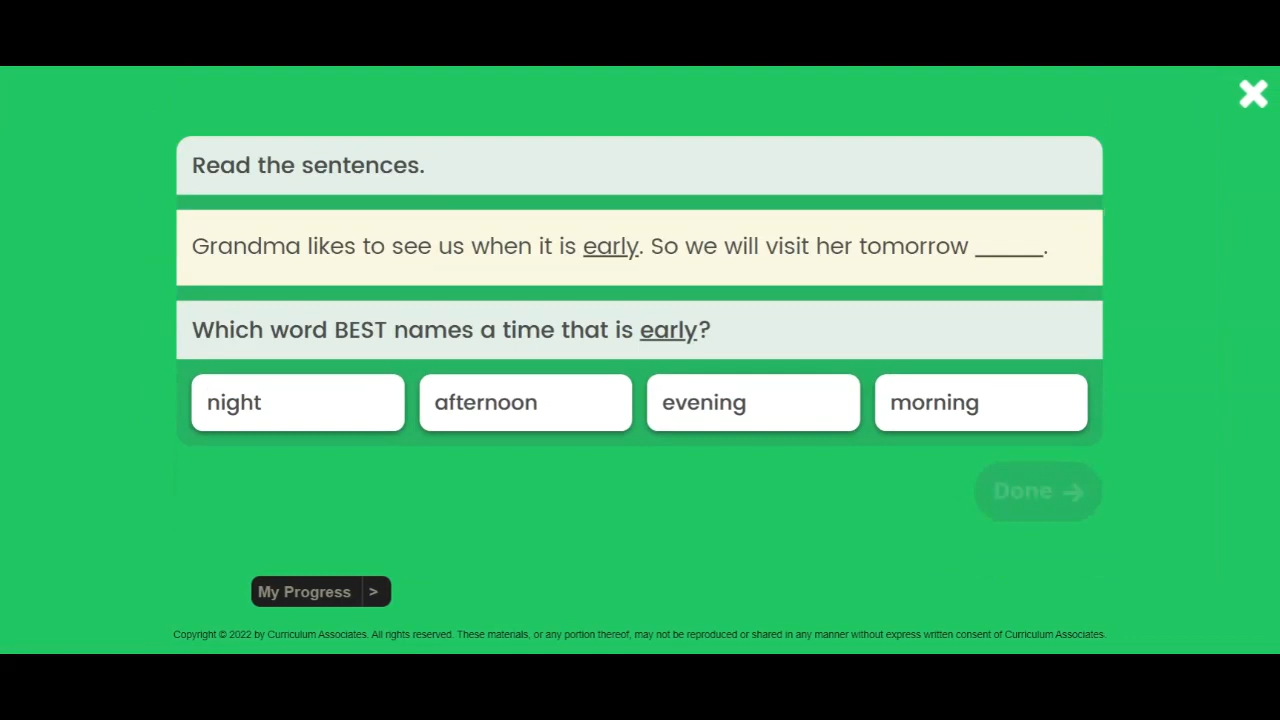 Read the sentences.
Grandma likes to see us when it is early. So we will visit her tomorrow ______.
Which word BEST names a time that is early?
night
afternoon
evening
morning
Done →
My Progress >
Copyright © 2022 by Curriculum Associates. All rights reserved. These materials, or any portion thereof, may not be reproduced or shared in any manner without express written consent of Curriculum Associates.